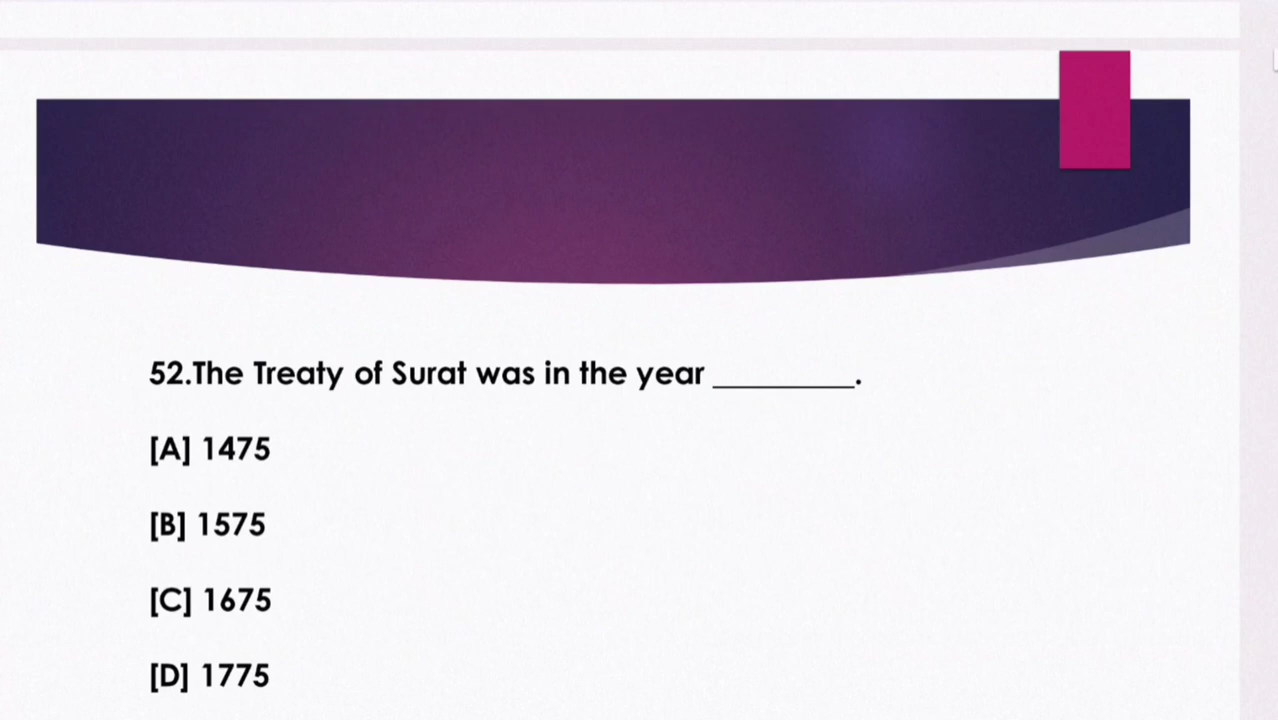 52.The Treaty of Surat was in the year _________.
[A] 1475
[B] 1575
[C] 1675
[D] 1775